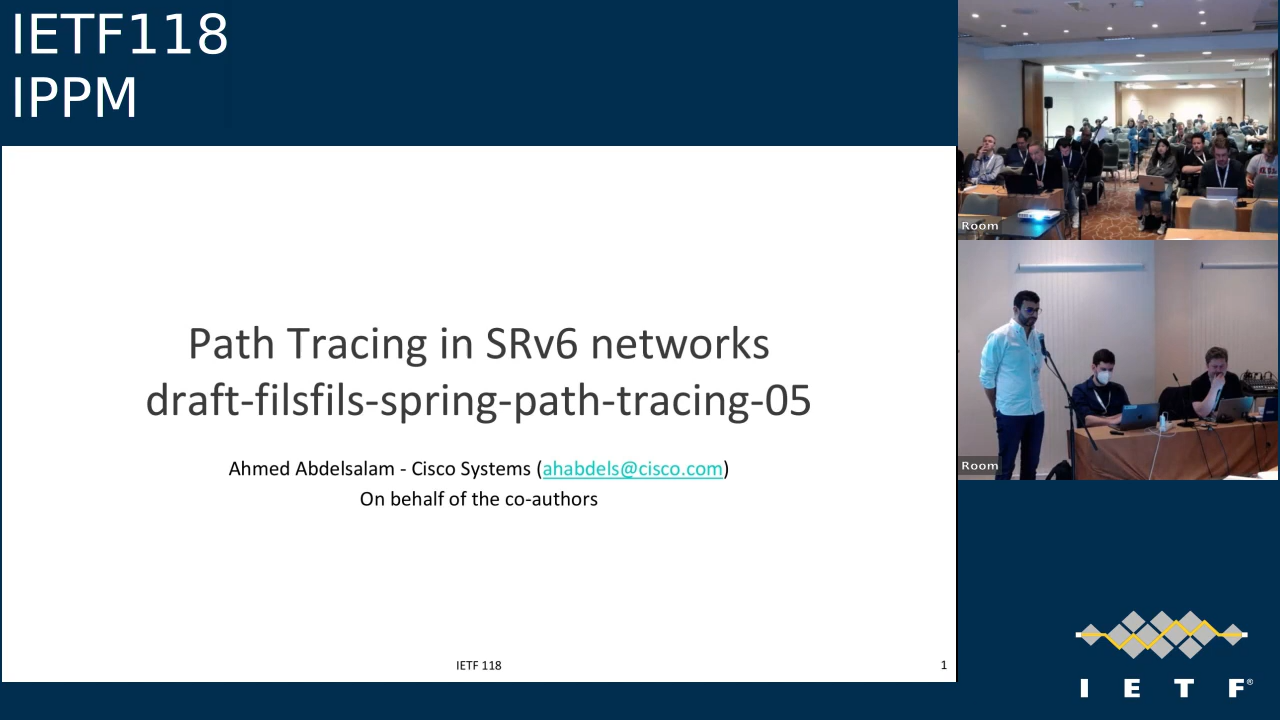 IETF118
IPPM
Path Tracing in SRv6 networks
draft-filsfils-spring-path-tracing-05
Ahmed Abdelsalam - Cisco Systems (ahabdels@cisco.com)
On behalf of the co-authors
IETF 118
1
Room
Room
I E T F®